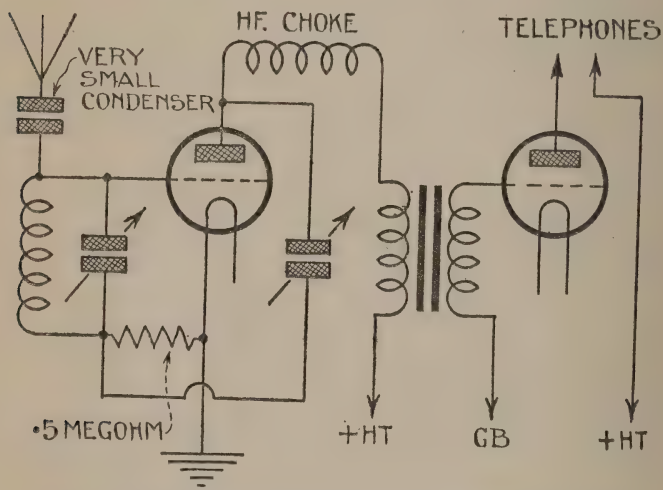 HF. CHOKE
TELEPHONES
VERY
SMALL
CONDENSER
.5 MEGOHM
+HT
GB
+HT